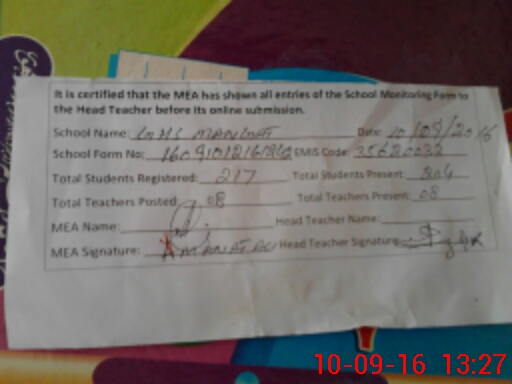 It is certified that the MEA has shown all entries of the School Monitoring Form to
the Head Teacher before its online submission.
School Name: Date: 10/09/2016
School Form No: EMIS Code: 35620032
Total Students Registered: 217 Total Students Present: 204
Total Teachers Posted: 08 Total Teachers Present: 08
MEA Name: Head Teacher Name:
MEA Signature: Head Teacher Signature:
10-09-16 13:27